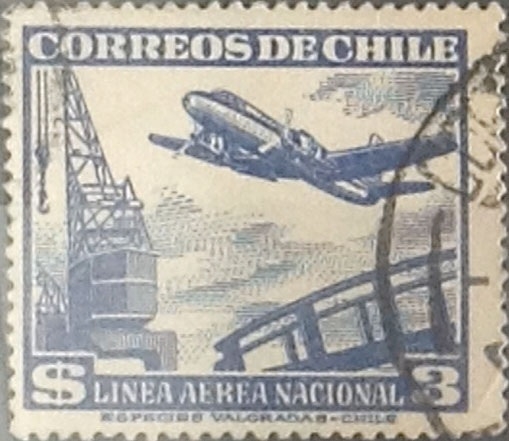 CORREOS DE CHILE
$ LINEA AEREA NACIONAL 3
ESPECIES VALORADAS-CHILE